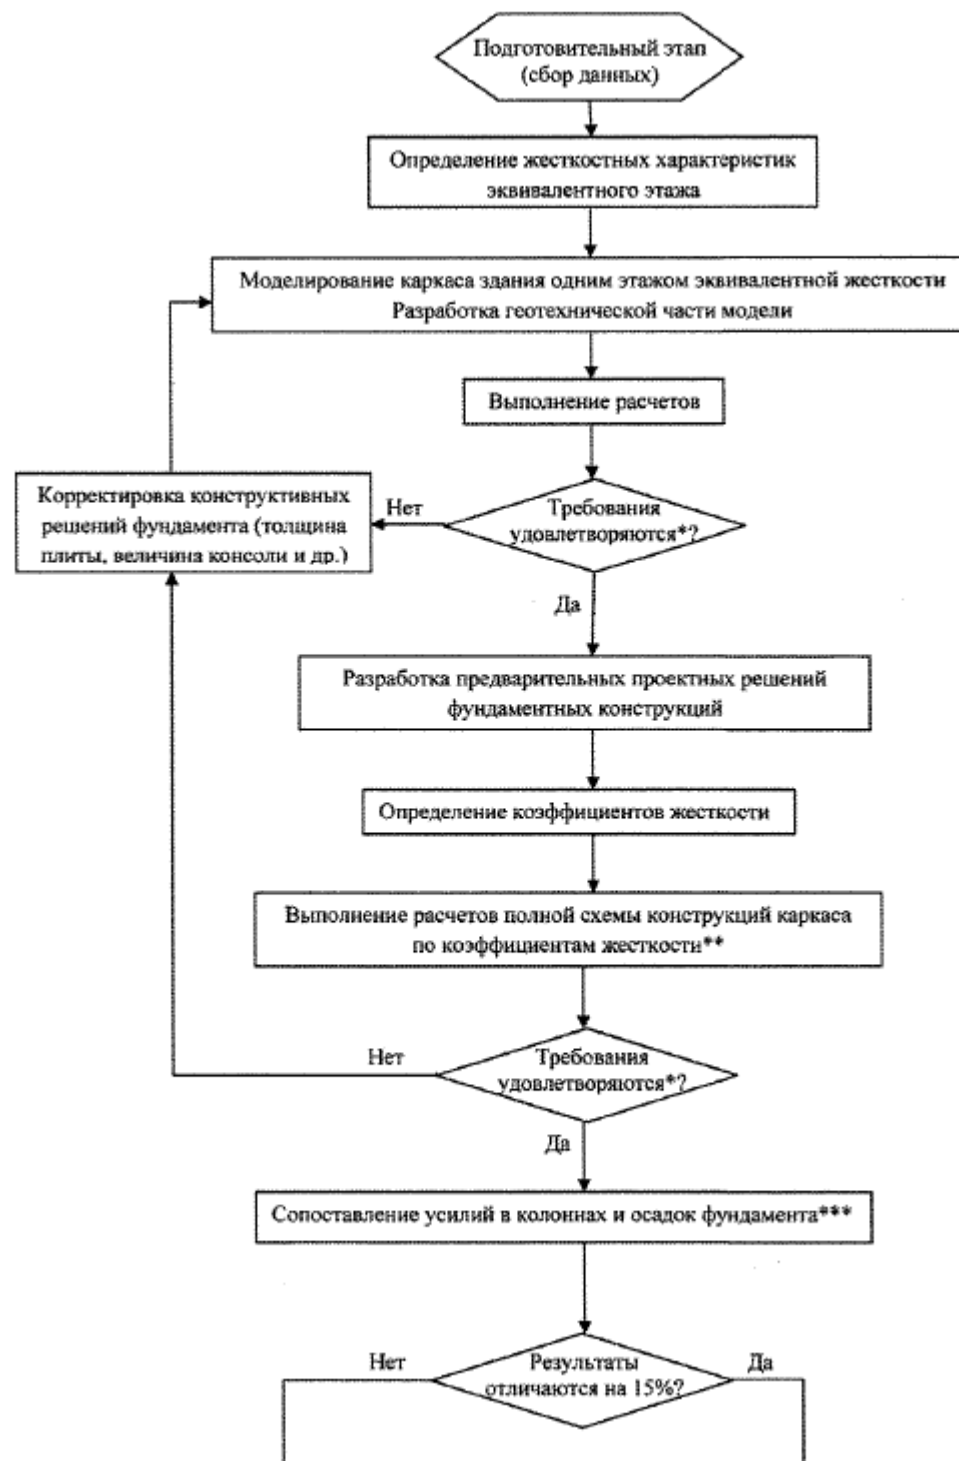 Подготовительный этап
(сбор данных)
Определение жесткостных характеристик
эквивалентного этажа
Моделирование каркаса здания одним этажом эквивалентной жесткости
Разработка геотехнической части модели
Выполнение расчетов
Корректировка конструктивных
решений фундамента (толщина
плиты, величина консоли и др.)
Нет
Требования
удовлетворяются*?
Да
Разработка предварительных проектных решений
фундаментных конструкций
Определение коэффициентов жесткости
Выполнение расчетов полной схемы конструкций каркаса
по коэффициентам жесткости**
Нет
Требования
удовлетворяются*?
Да
Сопоставление усилий в колоннах и осадок фундамента***
Нет
Результаты
отличаются на 15%?
Да